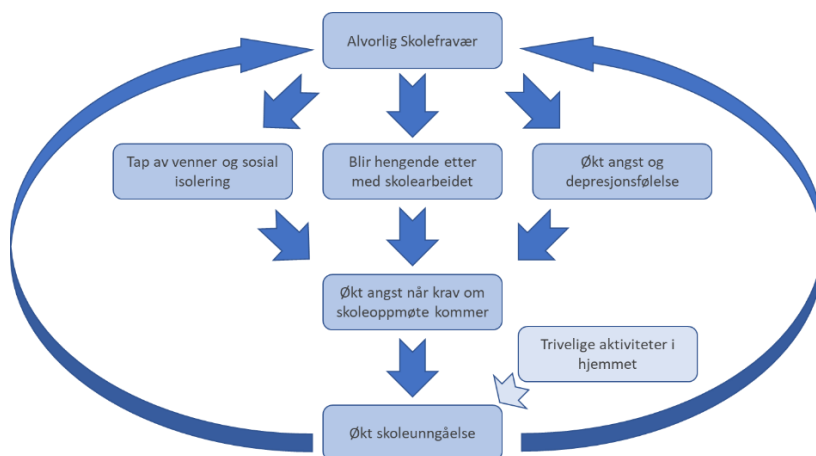 Alvorlig Skolefravær
Tap av venner og sosial
isolering
Blir hengende etter
med skolearbeidet
Økt angst og
depresjonsfølelse
Økt angst når krav om
skoleoppmøte kommer
Trivelige aktiviteter i
hjemmet
Økt skoleunngåelse